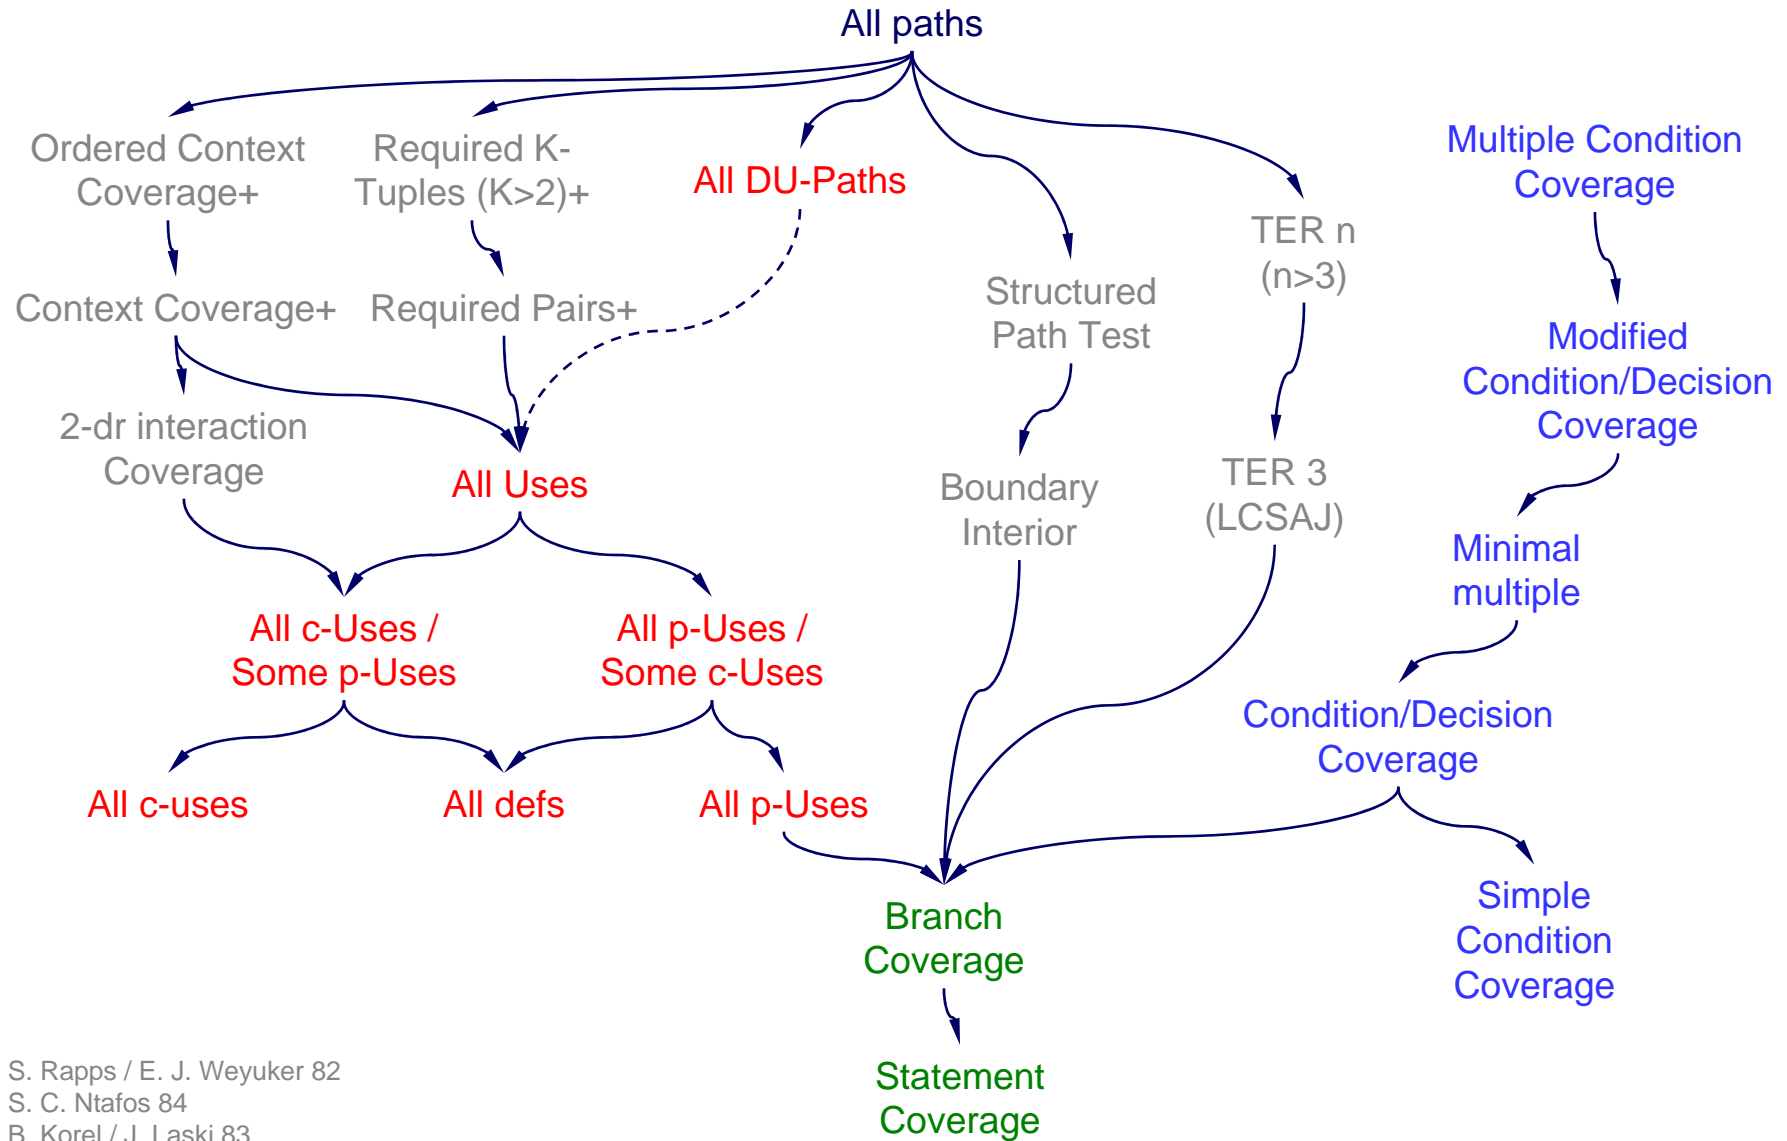 All paths
Ordered Context
Coverage+
Required K-
Tuples (K>2)+
All DU-Paths
Multiple Condition
Coverage
TER n
(n>3)
Structured
Path Test
Context Coverage+
Required Pairs+
Modified
Condition/Decision
Coverage
2-dr interaction
Coverage
All Uses
Boundary
Interior
TER 3
(LCSAJ)
Minimal
multiple
All c-Uses /
Some p-Uses
All p-Uses /
Some c-Uses
Condition/Decision
Coverage
All c-uses
All defs
All p-Uses
Branch
Coverage
Simple
Condition
Coverage
Statement
Coverage
S. Rapps / E. J. Weyuker 82
S. C. Ntafos 84
B. Korel / J. Laski 83